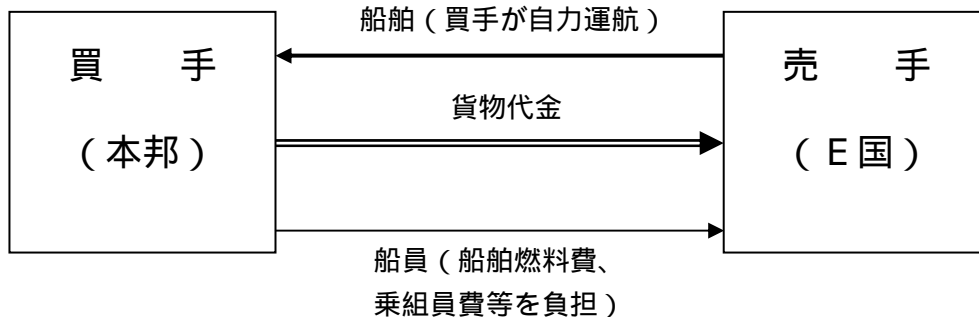 船舶（買手が自力運航）
買　　手
（本邦）
貨物代金
売　　手
（Ｅ国）
船員（船舶燃料費、
乗組員費等を負担）